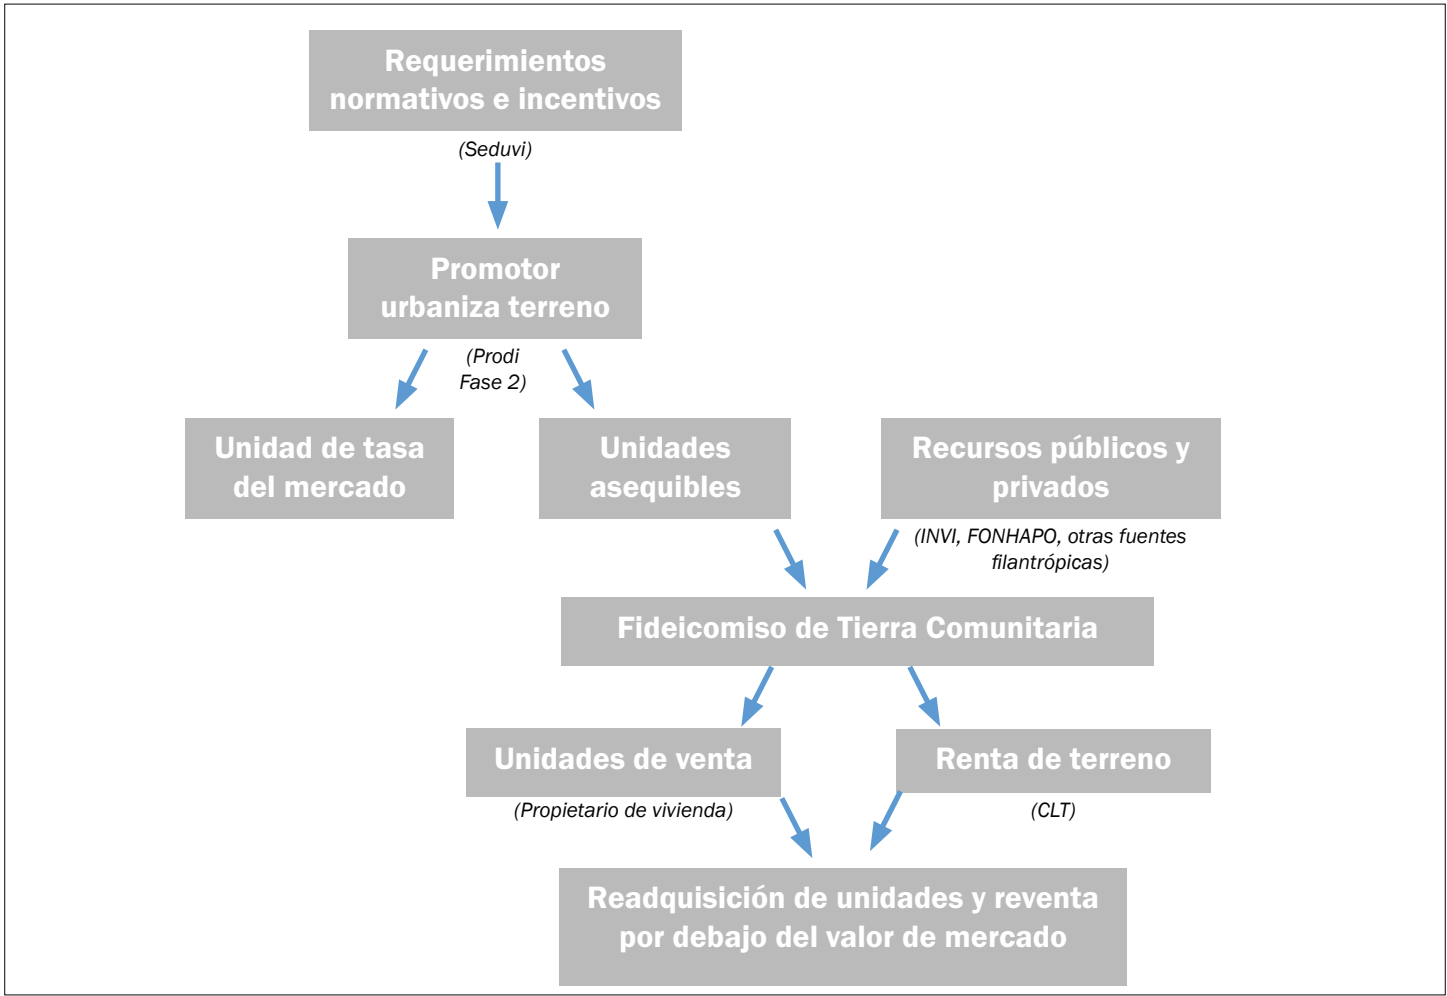 Requerimientos
normativos e incentivos
(Seduvi)
Promotor
urbaniza terreno
(Prodi
Fase 2)
Unidad de tasa
del mercado
Unidades
asequibles
Recursos públicos y
privados
(INVI, FONHAPO, otras fuentes
filantrópicas)
Fideicomiso de Tierra Comunitaria
Unidades de venta
(Propietario de vivienda)
Renta de terreno
(CLT)
Readquisición de unidades y reventa
por debajo del valor de mercado